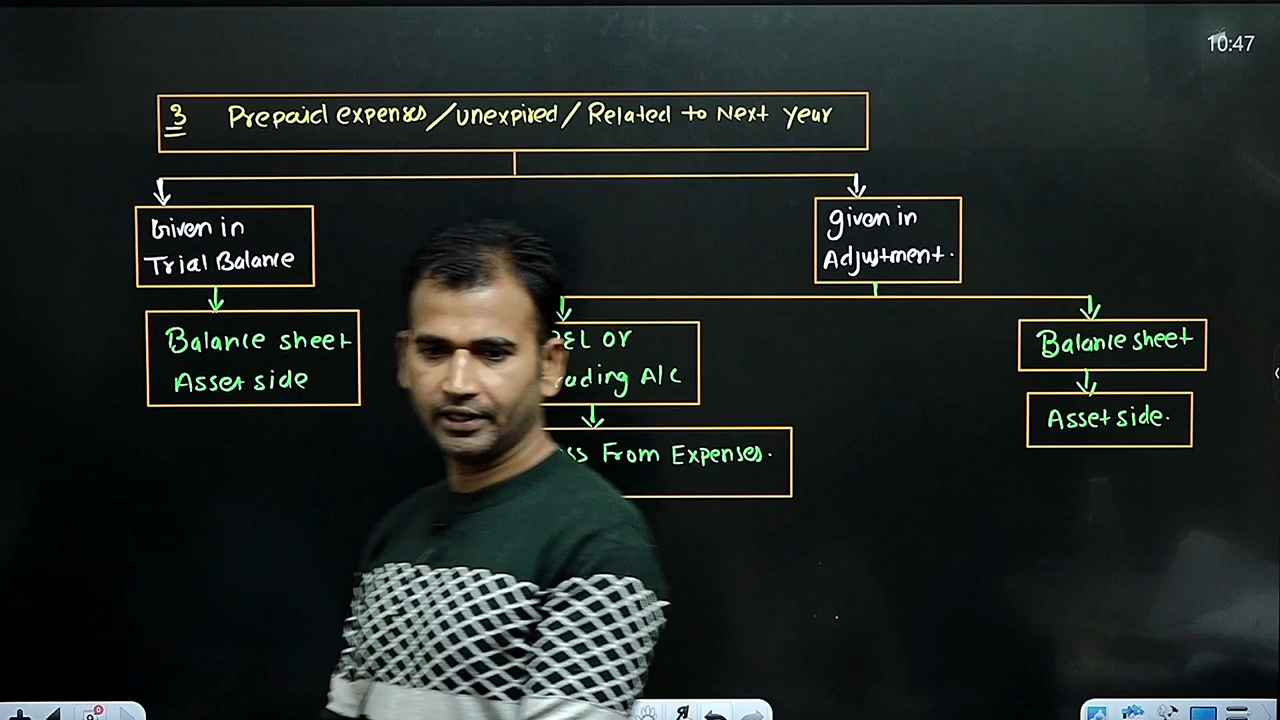 10:47
3 Prepaid expenses/unexpired/Related to Next year
Given in
Trial Balance
given in
Adjustment.
Balance sheet
Asset side
P&L or
A/c
Balance sheet
Asset side.
From Expenses.